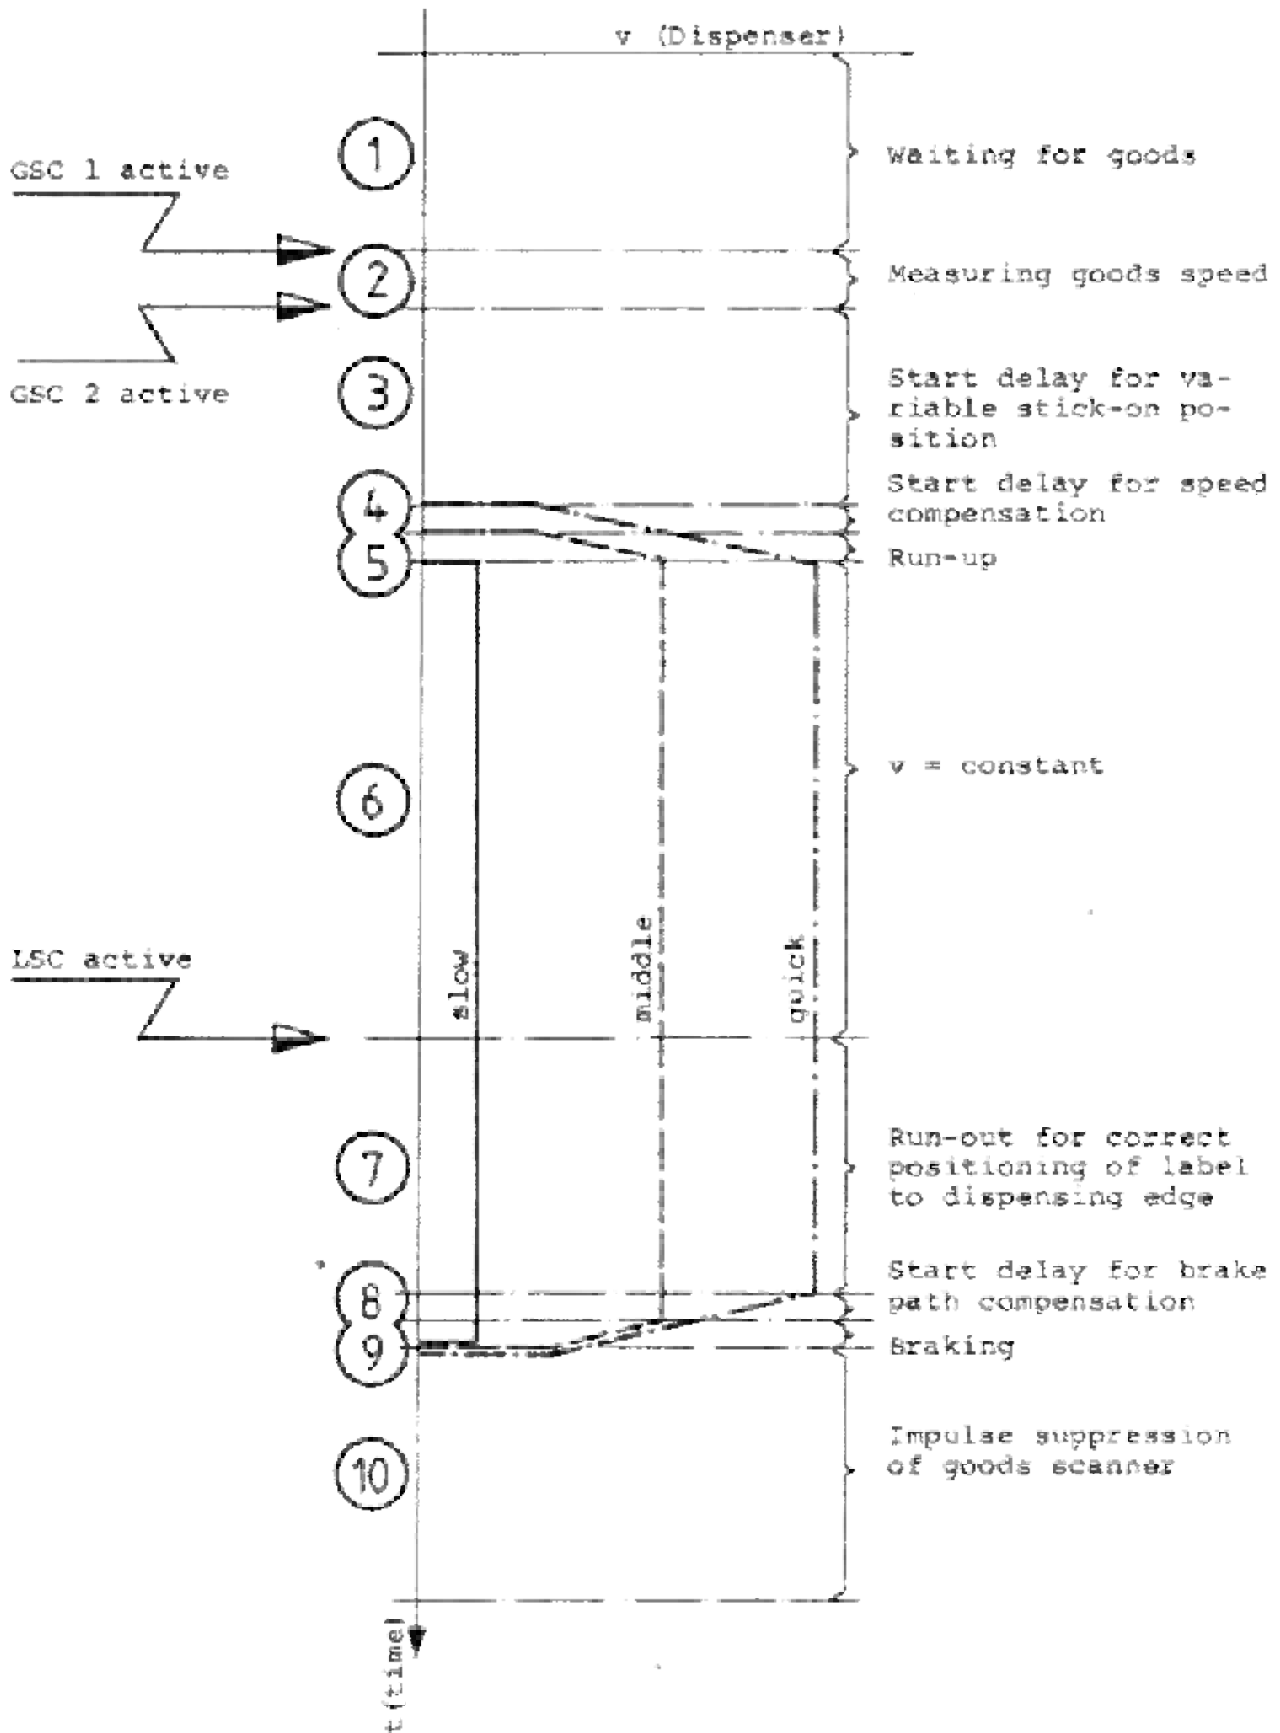 v (Dispenser)
1
Waiting for goods
GSC 1 active
2
Measuring goods speed
GSC 2 active
3
Start delay for va-
riable stick-on po-
sition
4
Start delay for speed
compensation
5
Run-up
6
v = constant
LSC active
slow
middle
quick
7
Run-out for correct
positioning of label
to dispensing edge
8
Start delay for brake
path compensation
9
Braking
10
Impulse suppression
of goods scanner
t (time)